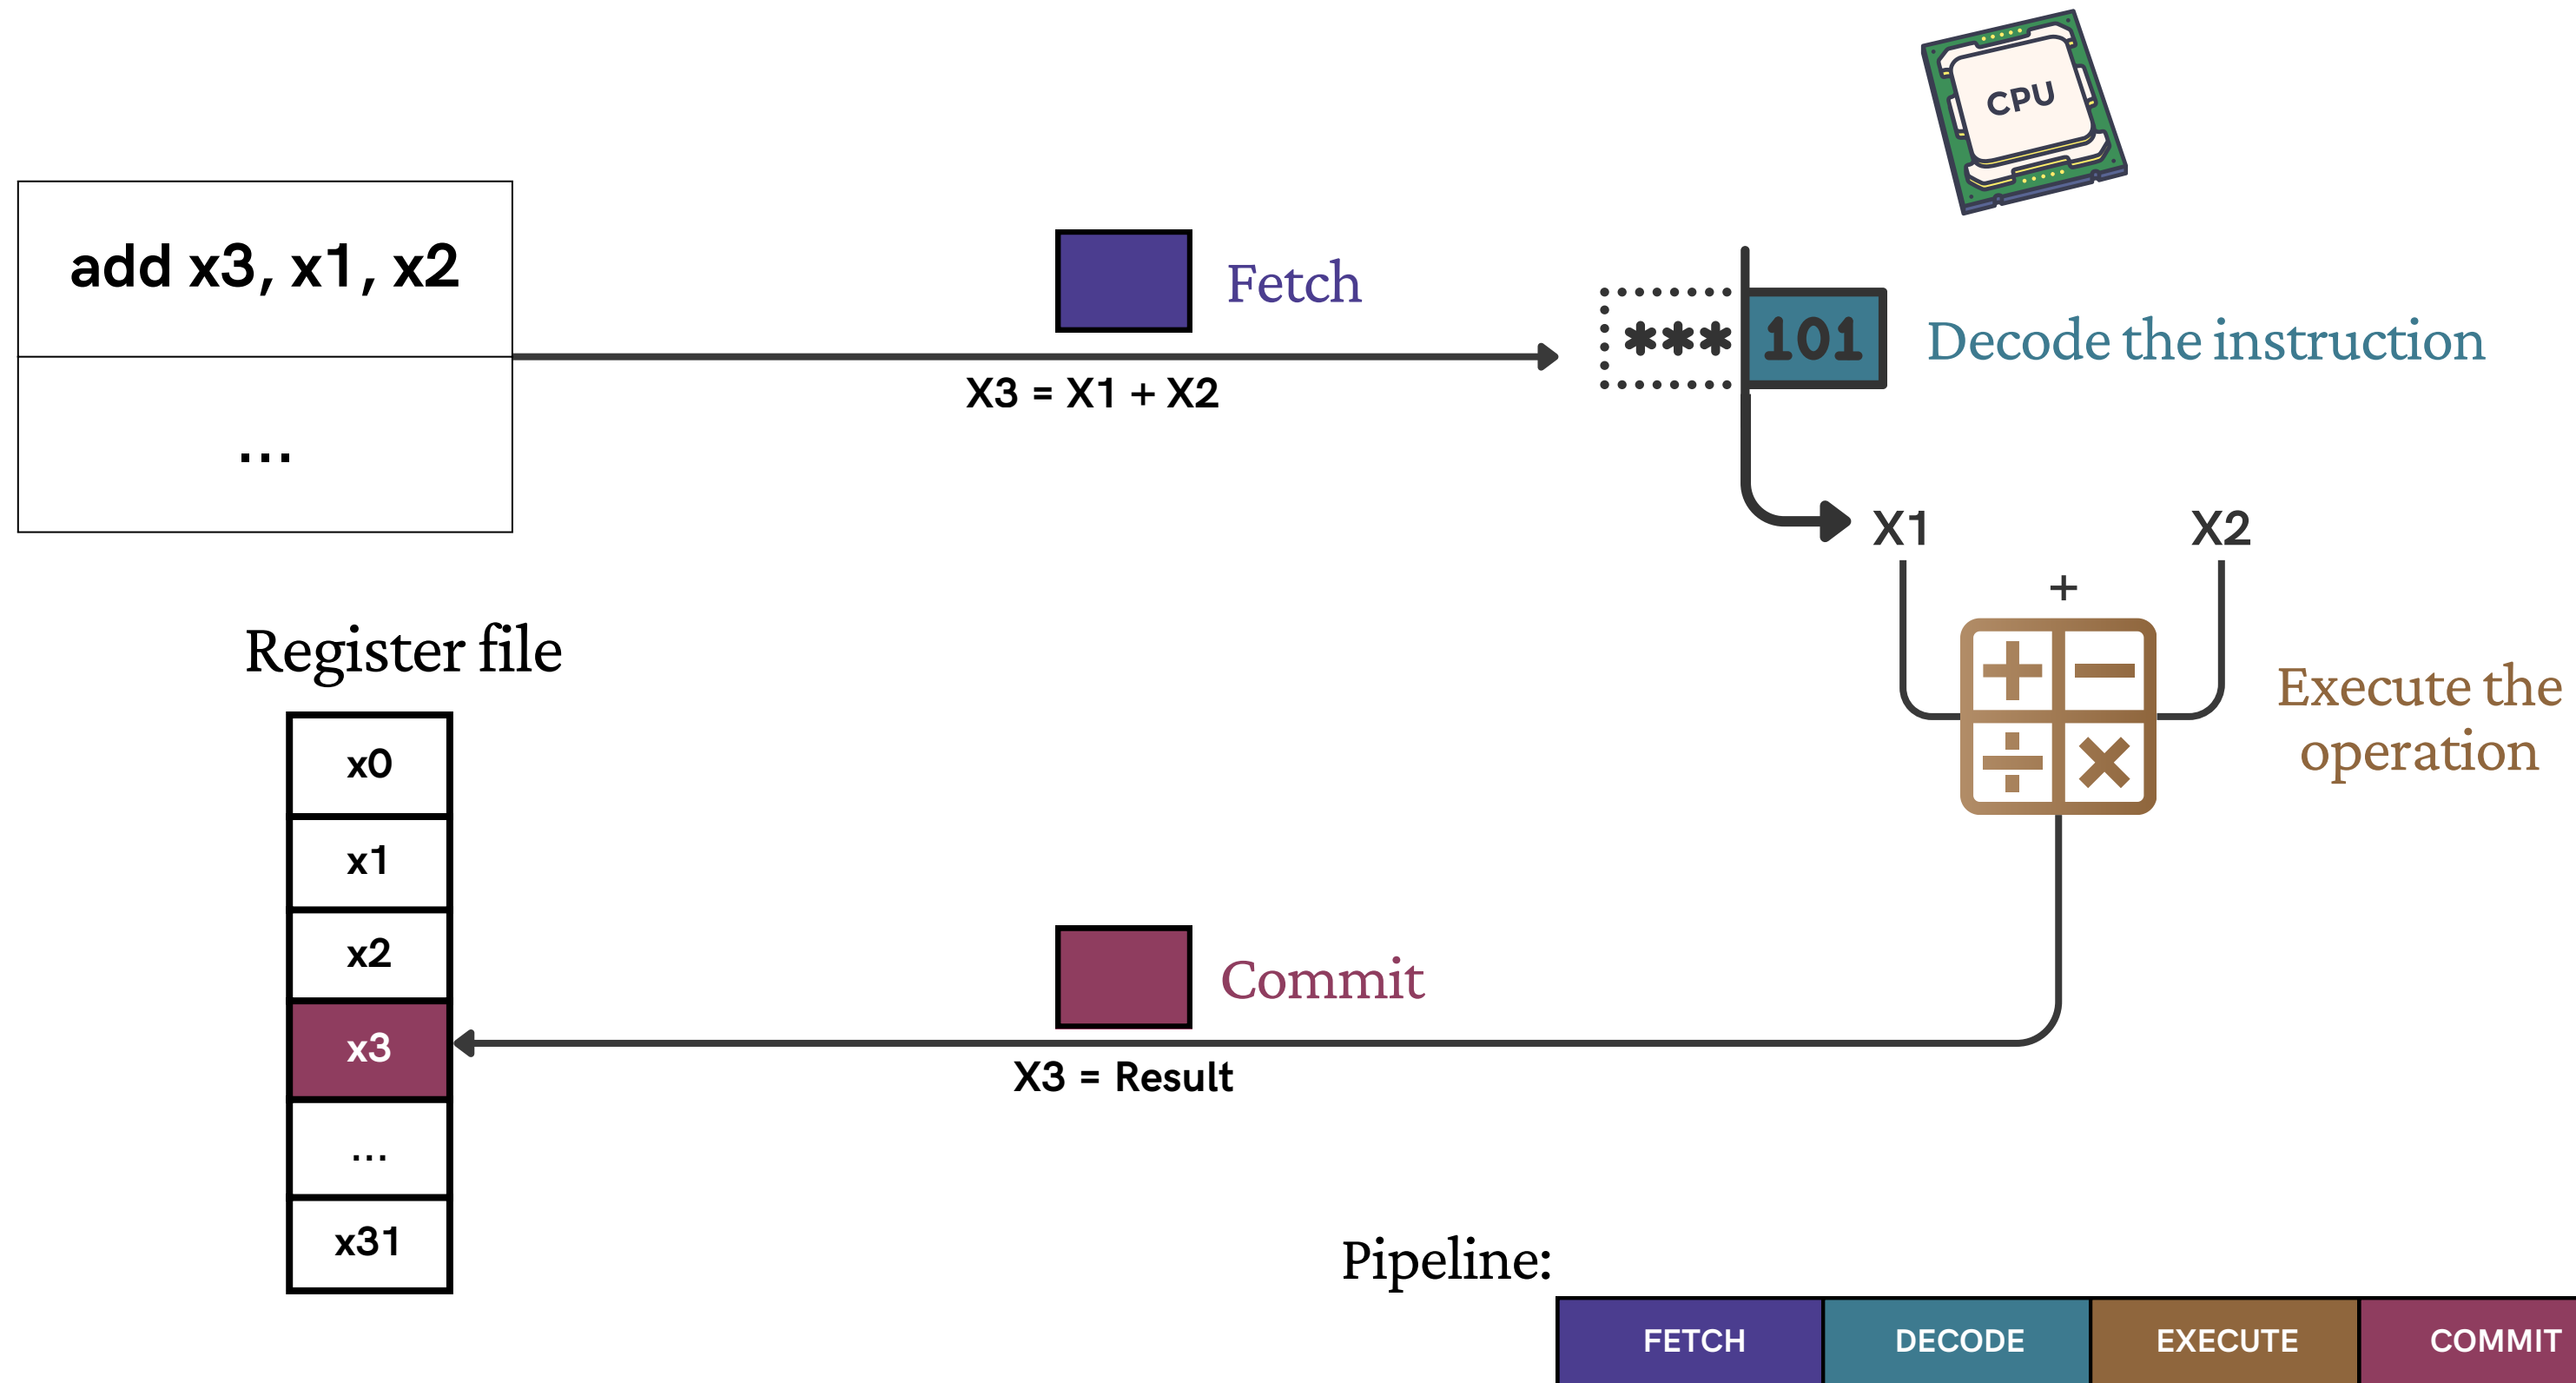 CPU
add x3, x1, x2
...
Fetch
X3 = X1 + X2
*** 101
Decode the instruction
X1
X2
+
Execute the
operation
Register file
x0
x1
x2
x3
...
x31
Commit
X3 = Result
Pipeline:
FETCH
DECODE
EXECUTE
COMMIT